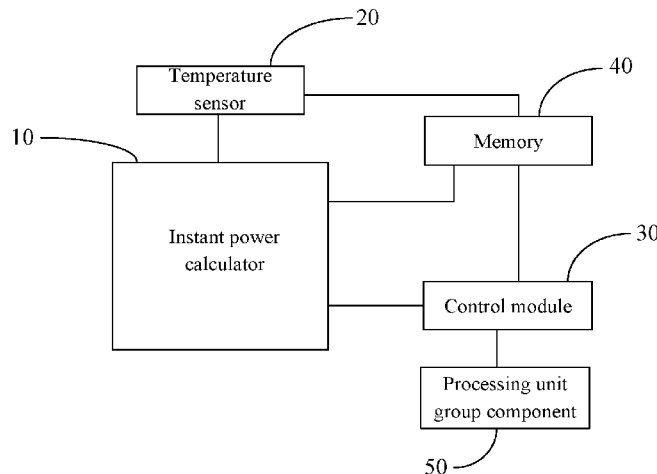 20
Temperature
sensor
40
10
Memory
Instant power
calculator
30
Control module
Processing unit
group component
50